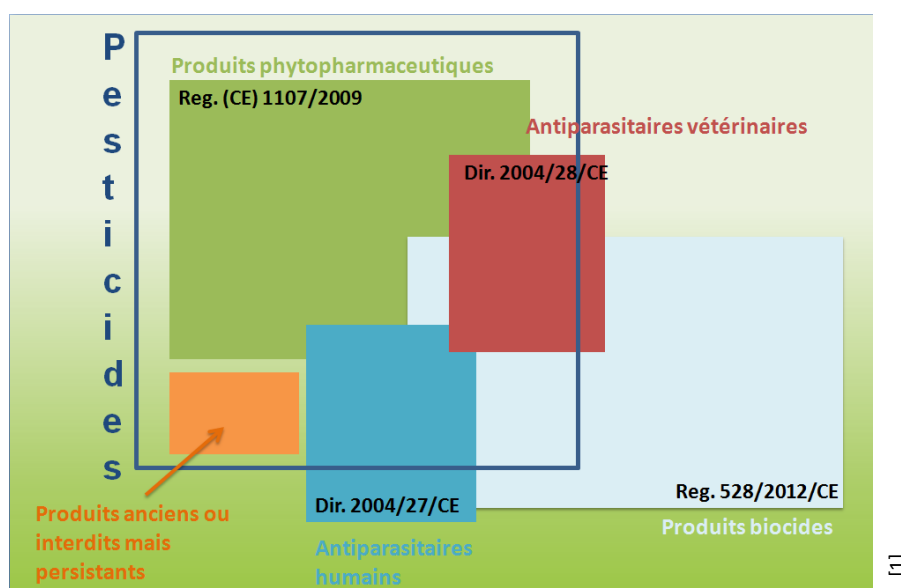 Pesticides
Produits phytopharmaceutiques
Reg. (CE) 1107/2009
Antiparasitaires vétérinaires
Dir. 2004/28/CE
Reg. 528/2012/CE
Produits biocides
Dir. 2004/27/CE
Antiparasitaires
humains
Produits anciens ou
interdits mais
persistants
[1]